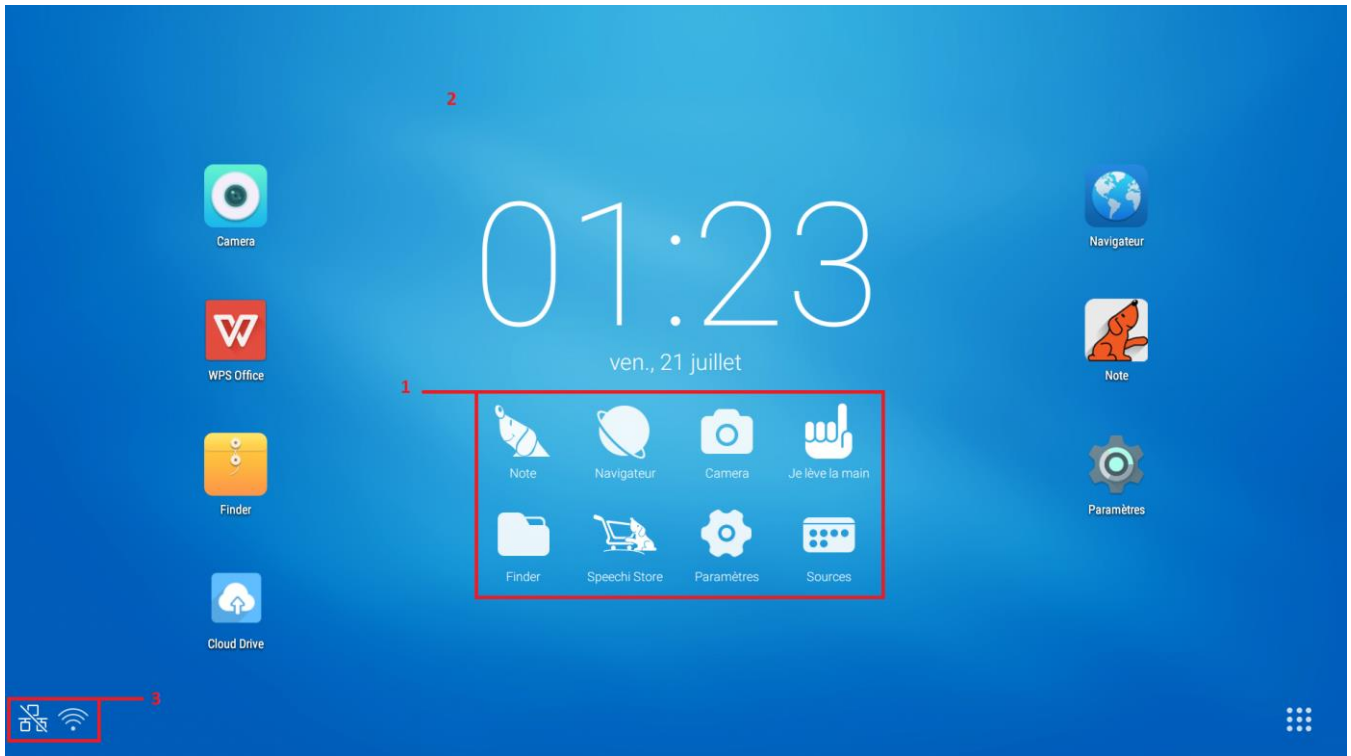 2
Camera
01:23
Navigateur
WPS Office
ven., 21 juillet
Note
1
Note Navigateur Camera Je lève la main
Finder
Paramètres
Finder Speechi Store Paramètres Sources
Cloud Drive
3